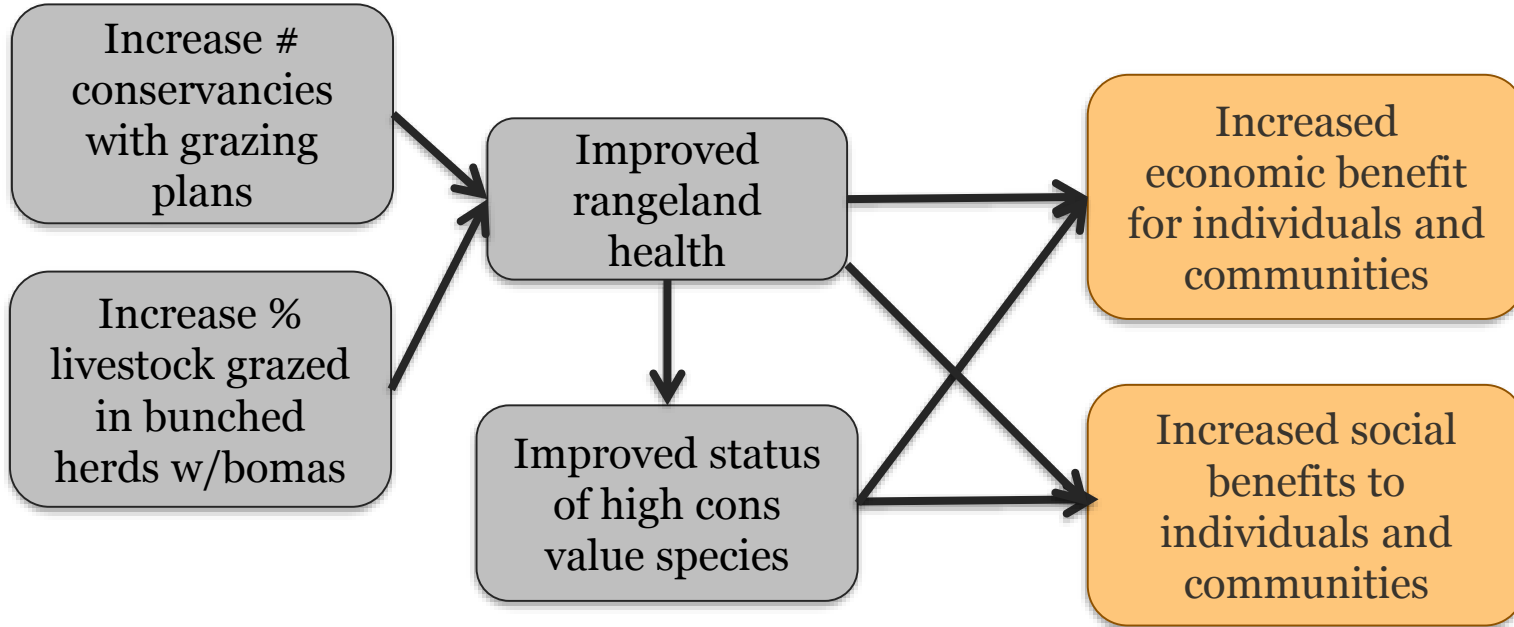 Increase #
conservancies
with grazing
plans
Increase %
livestock grazed
in bunched
herds w/bomas
Improved
rangeland
health
Improved status
of high cons
value species
Increased
economic benefit
for individuals and
communities
Increased social
benefits to
individuals and
communities